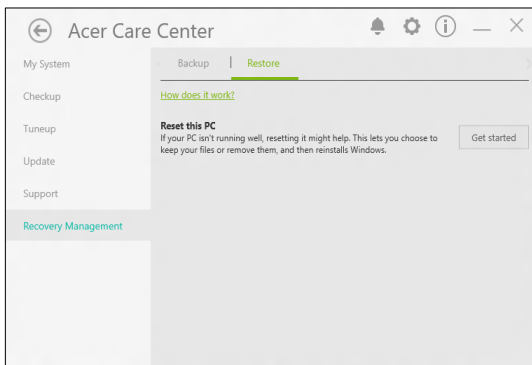 Acer Care Center
My System
Checkup
Tuneup
Update
Support
Recovery Management
Backup
Restore
How does it work?
Reset this PC
If your PC isn't running well, resetting it might help. This lets you choose to
keep your files or remove them, and then reinstalls Windows.
Get started